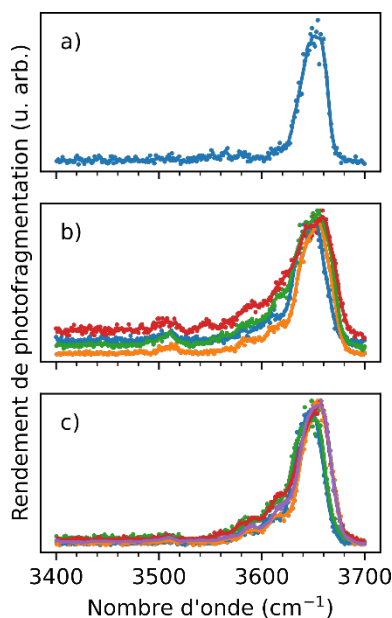 Rendement de photofragmentation (u. arb.)
a)
b)
c)
3400 3500 3600 3700
Nombre d'onde (cm⁻¹)